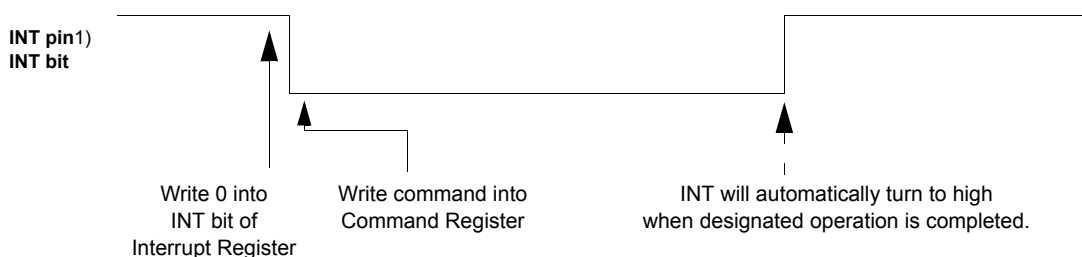 INT pin1)
INT bit
Write 0 into
INT bit of
Interrupt Register
Write command into
Command Register
INT will automatically turn to high
when designated operation is completed.